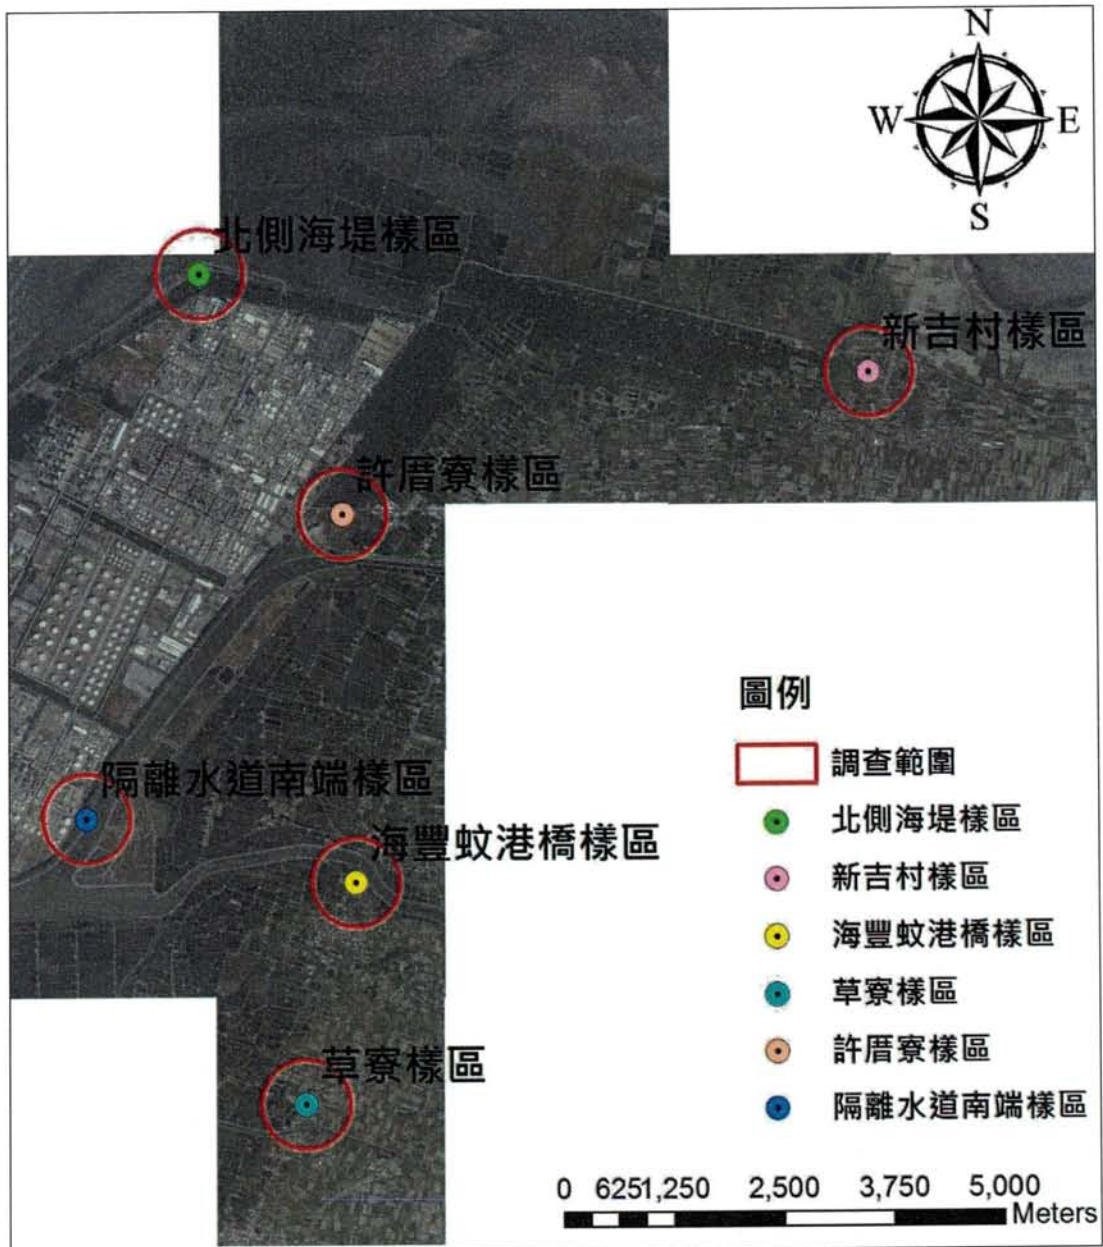 N
W E
S
北側海堤樣區
新吉村樣區
許厝寮樣區
隔離水道南端樣區
海豐蚊港橋樣區
草寮樣區
圖例
調查範圍
北側海堤樣區
新吉村樣區
海豐蚊港橋樣區
草寮樣區
許厝寮樣區
隔離水道南端樣區
0 6251,250 2,500 3,750 5,000
Meters